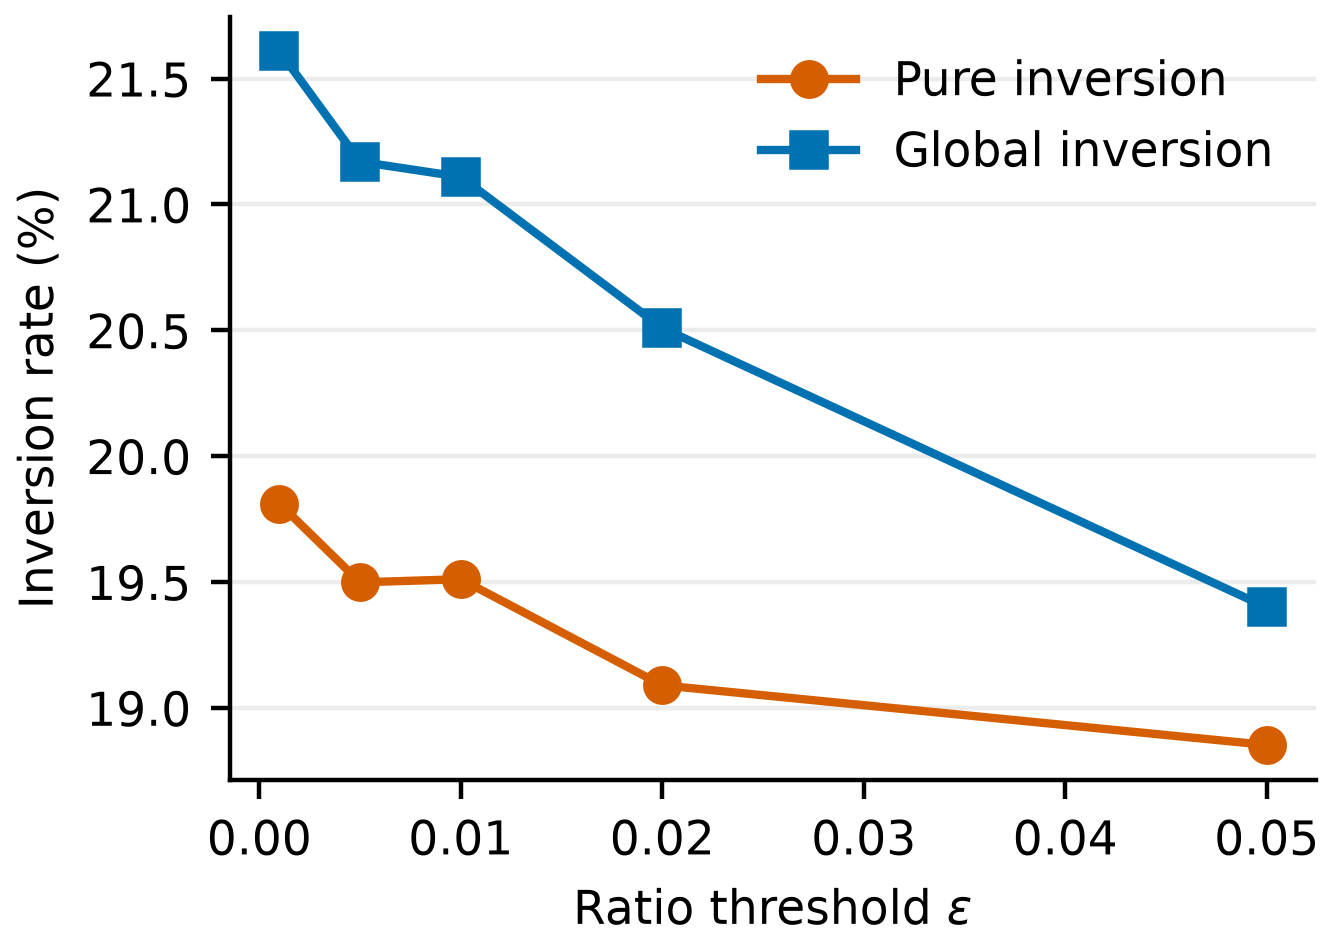 21.5
21.0
20.5
20.0
19.5
19.0
Inversion rate (%)
Pure inversion
Global inversion
0.00 0.01 0.02 0.03 0.04 0.05
Ratio threshold ε